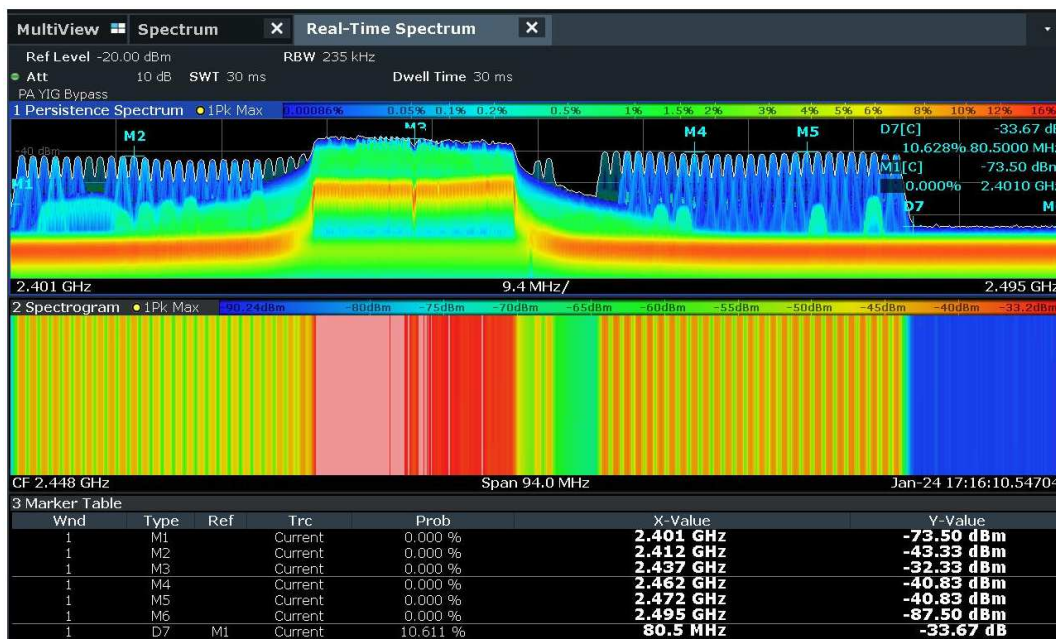 MultiView Spectrum X Real-Time Spectrum X
Ref Level -20.00 dBm RBW 235 kHz
Att 10 dB SWT 30 ms Dwell Time 30 ms
PA YIG Bypass
1 Persistence Spectrum 1Pk Max 0.00086% 0.05% 0.1% 0.2% 0.5% 1% 1.5% 2% 3% 4% 5% 6% 8% 10% 12% 16%
M2 M3 M4 M5 D7[C] -33.67 dB
-40 dBm 10.628% 80.5000 MHz
M1[C] -73.50 dBm
M1 0.000% 2.4010 GHz
D7 M
2.401 GHz 9.4 MHz/ 2.495 GHz
2 Spectrogram 1Pk Max -90.24dBm -80dBm -75dBm -70dBm -65dBm -60dBm -55dBm -50dBm -45dBm -40dBm -33.2dBm
CF 2.448 GHz Span 94.0 MHz Jan-24 17:16:10.54704
3 Marker Table
Wnd Type Ref Trc Prob X-Value Y-Value
1 M1 Current 0.000 % 2.401 GHz -73.50 dBm
1 M2 Current 0.000 % 2.412 GHz -43.33 dBm
1 M3 Current 0.000 % 2.437 GHz -32.33 dBm
1 M4 Current 0.000 % 2.462 GHz -40.83 dBm
1 M5 Current 0.000 % 2.472 GHz -40.83 dBm
1 M6 Current 0.000 % 2.495 GHz -87.50 dBm
1 D7 M1 Current 10.611 % 80.5 MHz -33.67 dB